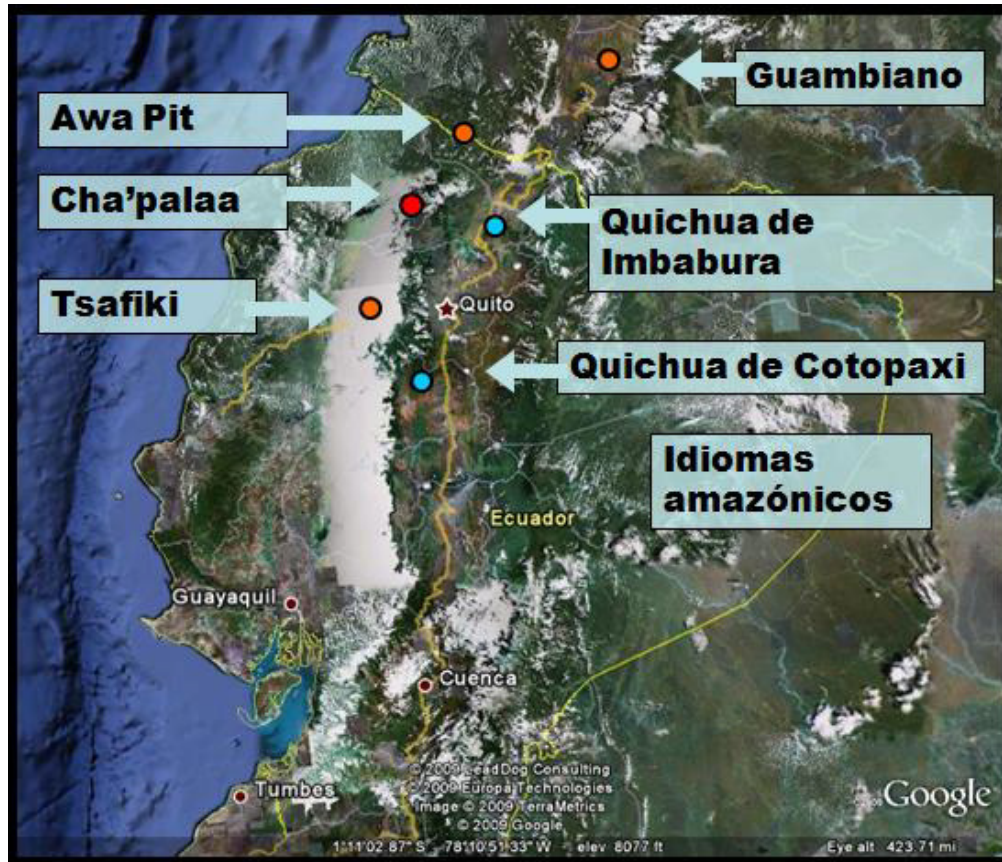 Guambiano
Awa Pit
Cha'palaa
Quichua de
Imbabura
Tsafiki
Quito
Quichua de Cotopaxi
Idiomas
amazónicos
Ecuador
Guayaquil
Cuenca
Tumbes
© 2009 LeadDog Consulting
© 2009 Europa Technologies
Image © 2009 TerraMetrics
© 2009 Google
Google
1°11'02.87" S 78°10'51.33" W elev 8077 ft Eye alt 423.71 mi